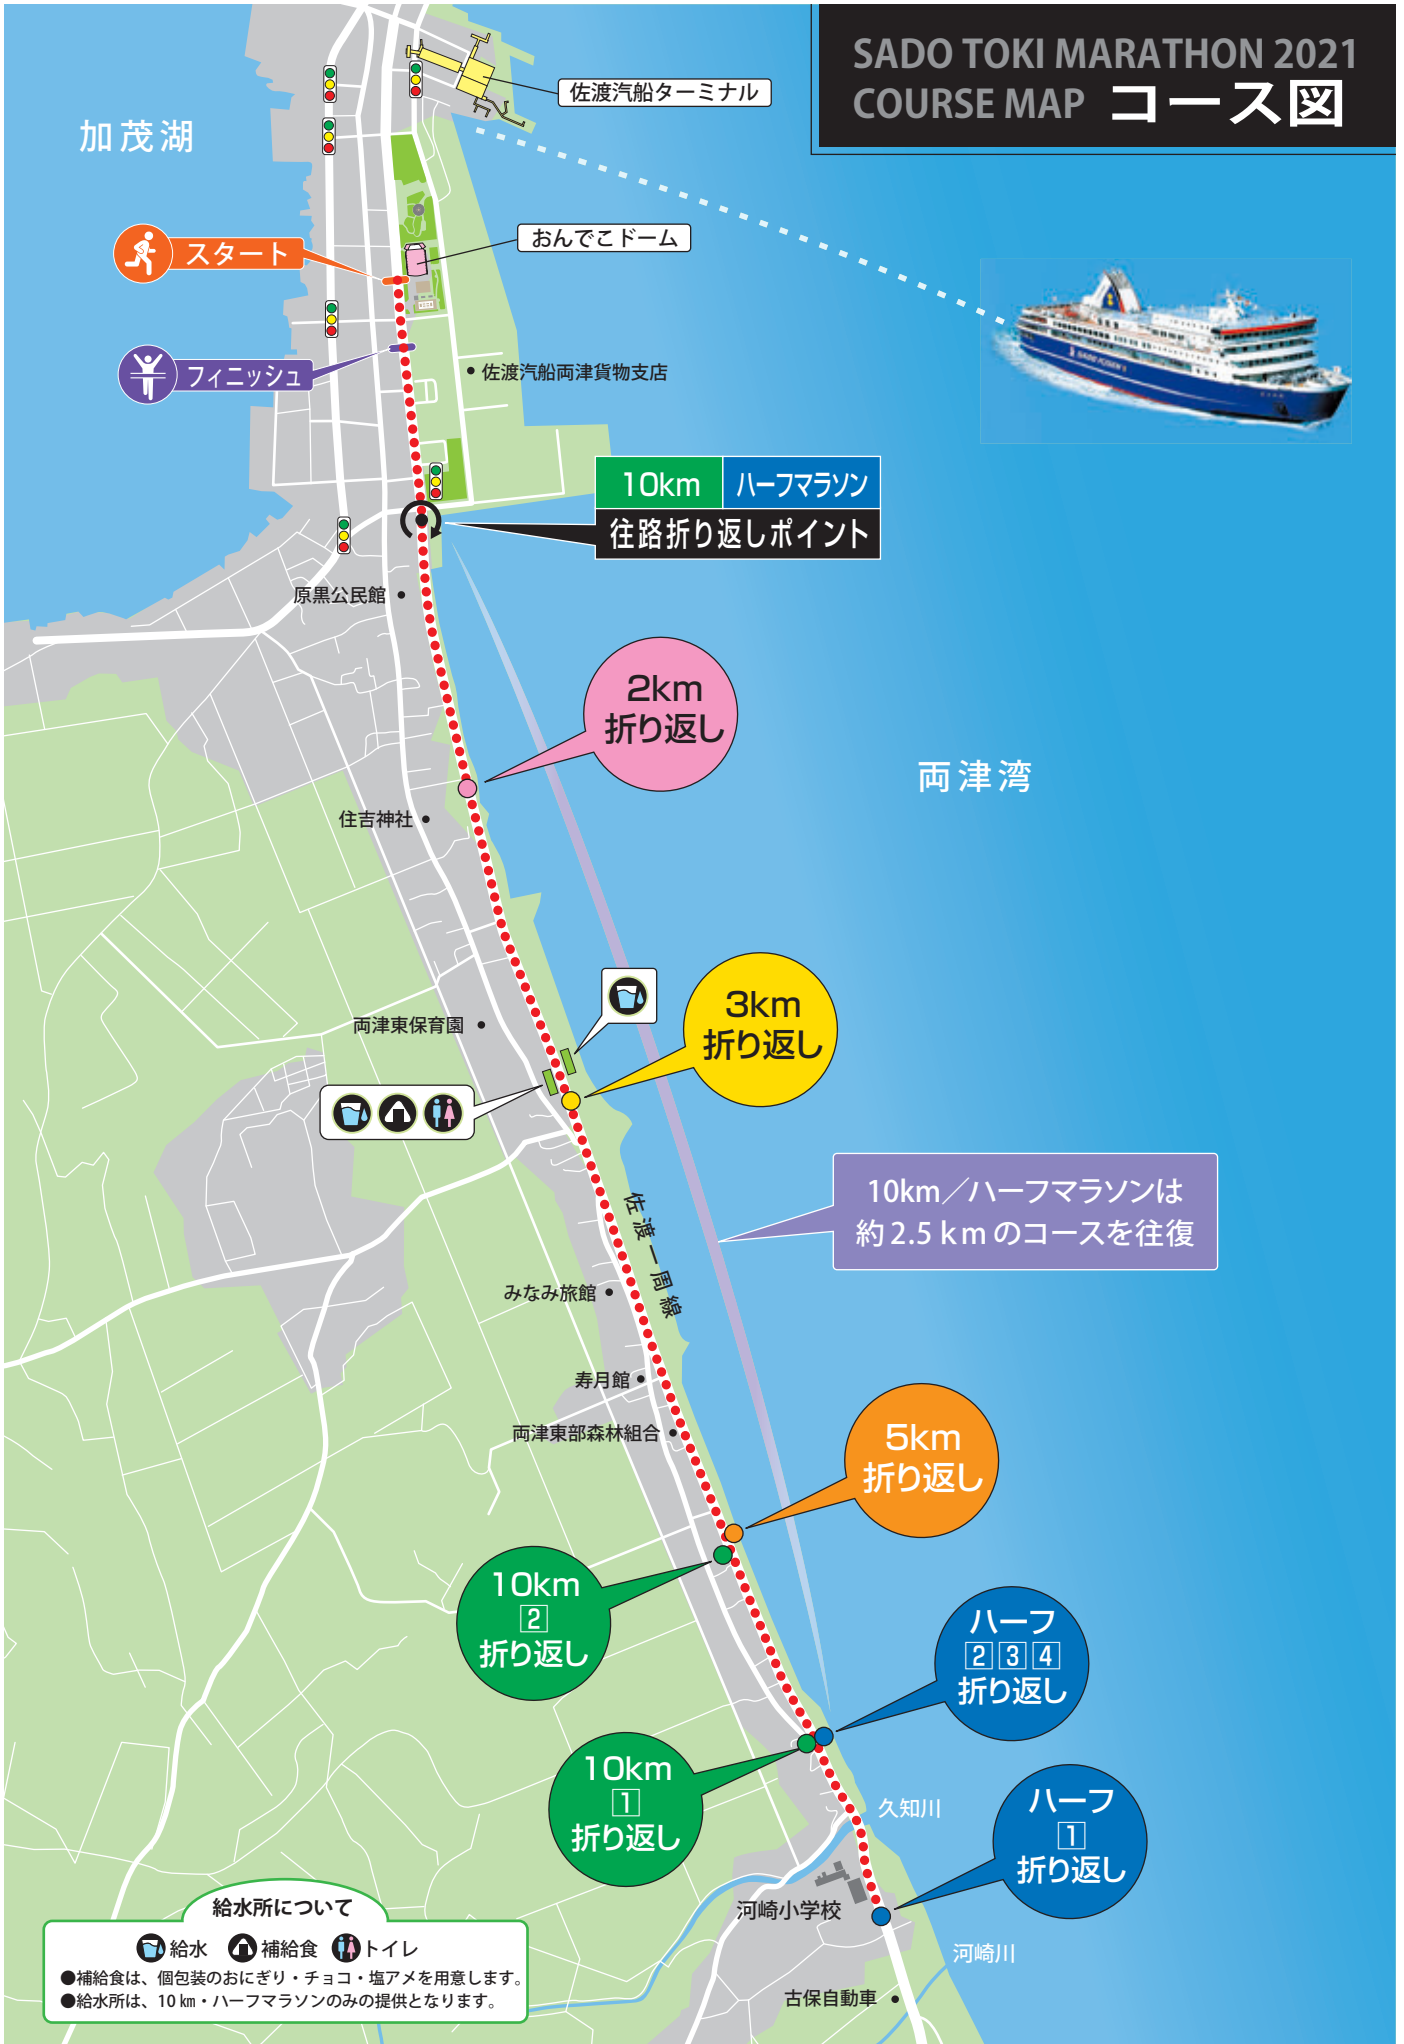 SADO TOKI MARATHON 2021
COURSE MAP コース図
佐渡汽船ターミナル
加茂湖
おんでこドーム
スタート
フィニッシュ
佐渡汽船両津貨物支店
10km ハーフマラソン
往路折り返しポイント
原黒公民館
2km
折り返し
両津湾
住吉神社
3km
折り返し
両津東保育園
10km／ハーフマラソンは
約2.5kmのコースを往復
佐渡一周線
みなみ旅館
寿月館
両津東部森林組合
5km
折り返し
10km
2
折り返し
ハーフ
2 3 4
折り返し
10km
1
折り返し
久知川
ハーフ
1
折り返し
河崎小学校
河崎川
古保自動車
給水所について
給水 補給食 トイレ
●補給食は、個包装のおにぎり・チョコ・塩アメを用意します。
●給水所は、10㎞・ハーフマラソンのみの提供となります。